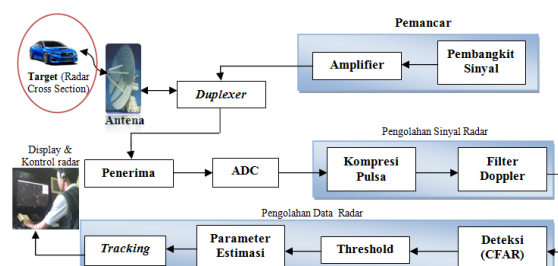 Pemancar
Amplifier
Pembangkit
Sinyal
Target (Radar
Cross Section)
Antena
Duplexer
Display &
Kontrol radar
Penerima
ADC
Pengolahan Sinyal Radar
Kompresi
Pulsa
Filter
Doppler
Pengolahan Data Radar
Tracking
Parameter
Estimasi
Threshold
Deteksi
(CFAR)